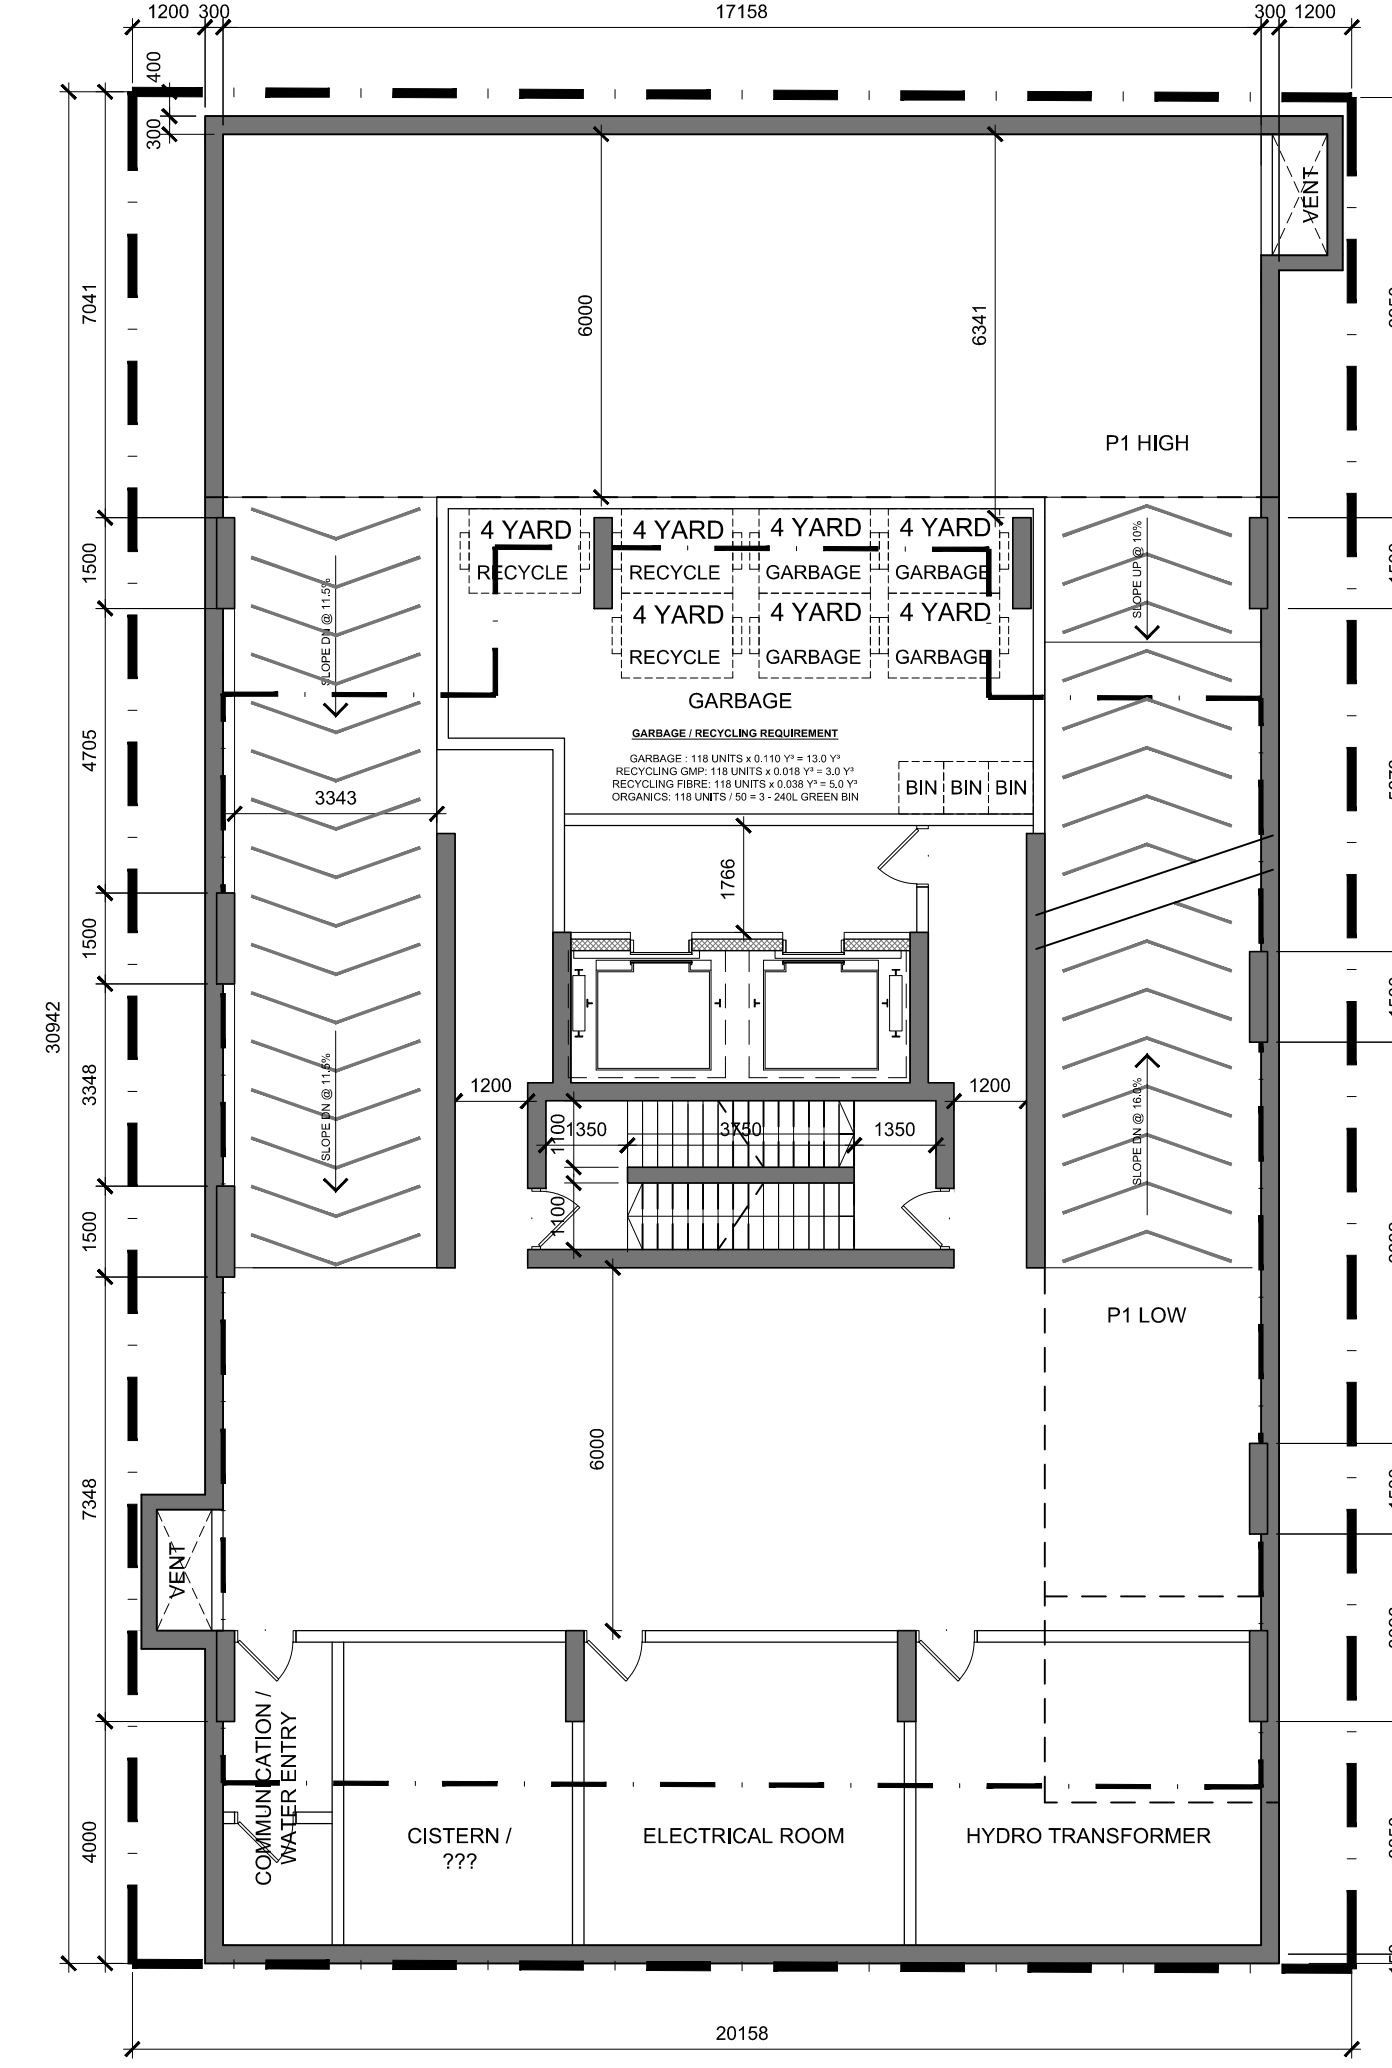 1200 300 17158 300 1200
400
300
VENT
7041
6000
6341
P1 HIGH
4 YARD 4 YARD 4 YARD 4 YARD
RECYCLE RECYCLE GARBAGE GARBAGE
1500
SLOPE DN @ 11.5%
SLOPE UP @ 10%
4 YARD 4 YARD 4 YARD
RECYCLE GARBAGE GARBAGE
GARBAGE
GARBAGE / RECYCLING REQUIREMENT
GARBAGE : 118 UNITS x 0.110 Y³ = 13.0 Y³
RECYCLING GMP: 118 UNITS x 0.018 Y³ = 3.0 Y³
RECYCLING FIBRE: 118 UNITS x 0.038 Y³ = 5.0 Y³
ORGANICS: 118 UNITS / 50 = 3 - 240L GREEN BIN
BIN BIN BIN
4705
3343
1766
1500
30942
3348
1200
1200
SLOPE DN @ 11.5%
SLOPE DN @ 16.0%
1100
1350 3750 1350
1100
1500
P1 LOW
6000
7348
VENT
COMMUNICATION /
WATER ENTRY
CISTERN /
???
ELECTRICAL ROOM
HYDRO TRANSFORMER
4000
20158